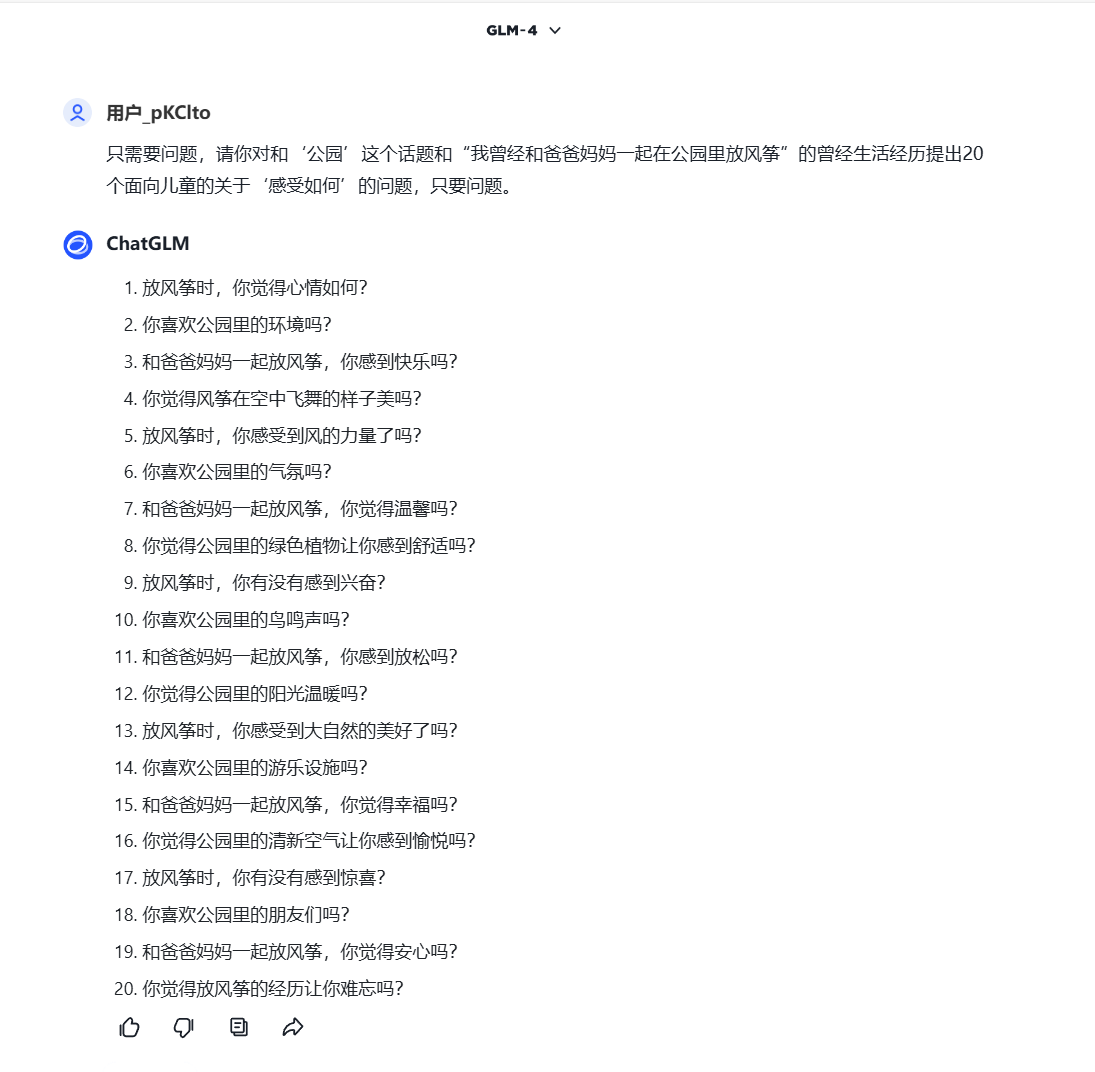 GLM-4
用户_pKClto
只需要问题，请你对和‘公园’这个话题和“我曾经和爸爸妈妈一起在公园里放风筝”的曾经生活经历提出20
个面向儿童的关于‘感受如何’的问题，只要问题。
ChatGLM
1. 放风筝时，你觉得心情如何？
2. 你喜欢公园里的环境吗？
3. 和爸爸妈妈一起放风筝，你感到快乐吗？
4. 你觉得风筝在空中飞舞的样子美吗？
5. 放风筝时，你感受到风的力量了吗？
6. 你喜欢公园里的气氛吗？
7. 和爸爸妈妈一起放风筝，你觉得温馨吗？
8. 你觉得公园里的绿色植物让你感到舒适吗？
9. 放风筝时，你有没有感到兴奋？
10. 你喜欢公园里的鸟鸣声吗？
11. 和爸爸妈妈一起放风筝，你感到放松吗？
12. 你觉得公园里的阳光温暖吗？
13. 放风筝时，你感受到大自然的美好了吗？
14. 你喜欢公园里的游乐设施吗？
15. 和爸爸妈妈一起放风筝，你觉得幸福吗？
16. 你觉得公园里的清新空气让你感到愉悦吗？
17. 放风筝时，你有没有感到惊喜？
18. 你喜欢公园里的朋友们吗？
19. 和爸爸妈妈一起放风筝，你觉得安心吗？
20. 你觉得放风筝的经历让你难忘吗？